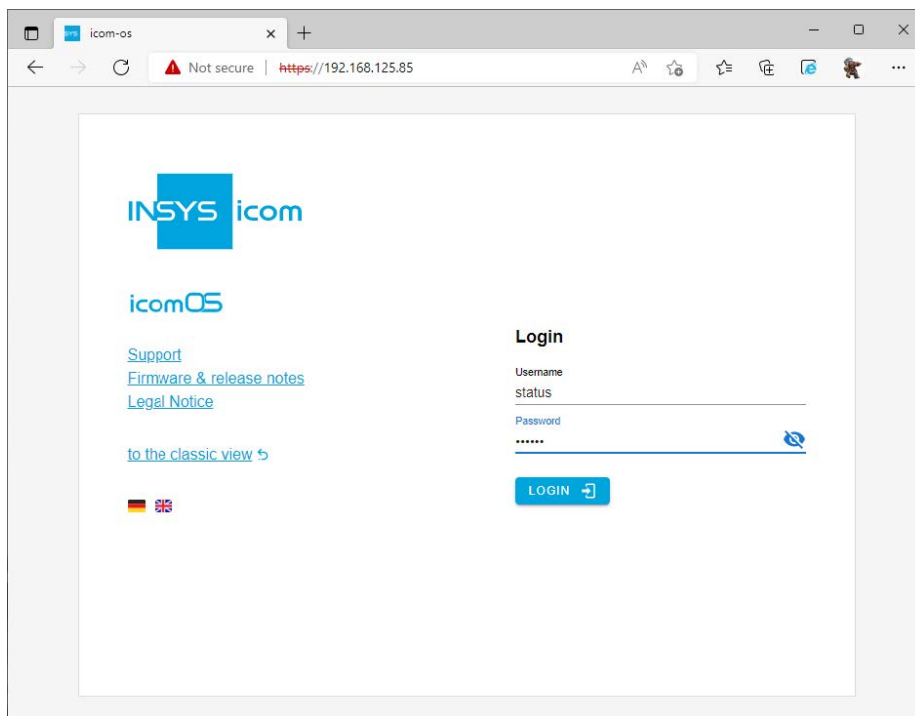 icom-os
Not secure | https://192.168.125.85
INSYS icom
icomOS
Support
Firmware & release notes
Legal Notice
to the classic view
Login
Username
status
Password
••••••
LOGIN